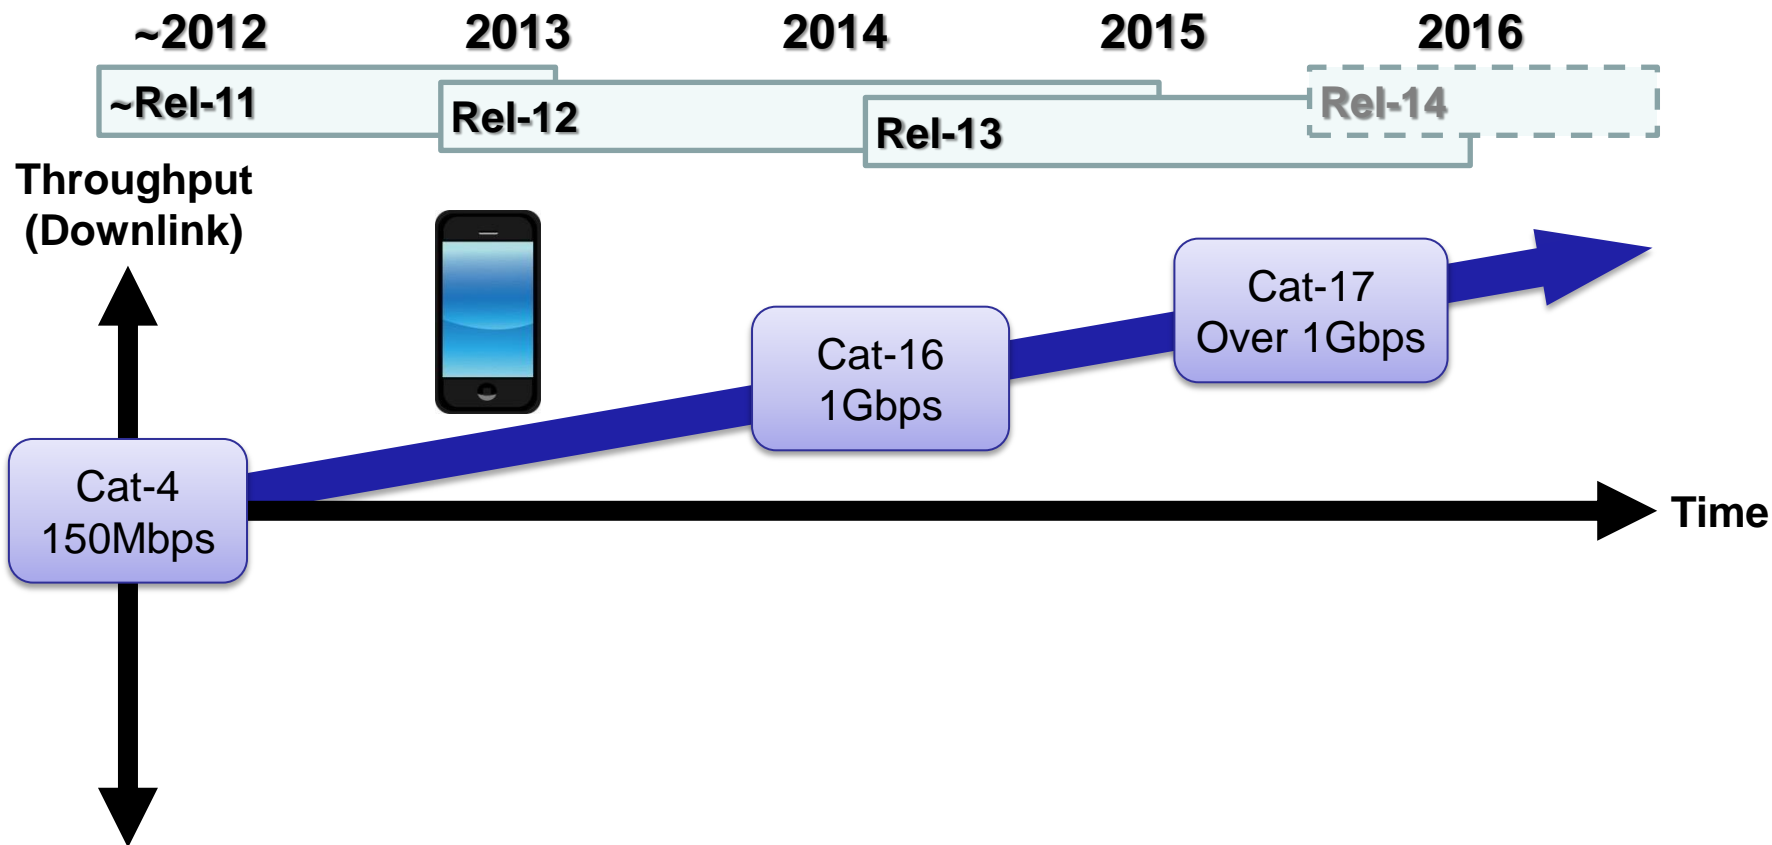 ~2012 2013 2014 2015 2016
~Rel-11
Rel-12
Rel-13
Rel-14
Throughput
(Downlink)
Cat-17
Over 1Gbps
Cat-16
1Gbps
Cat-4
150Mbps
Time